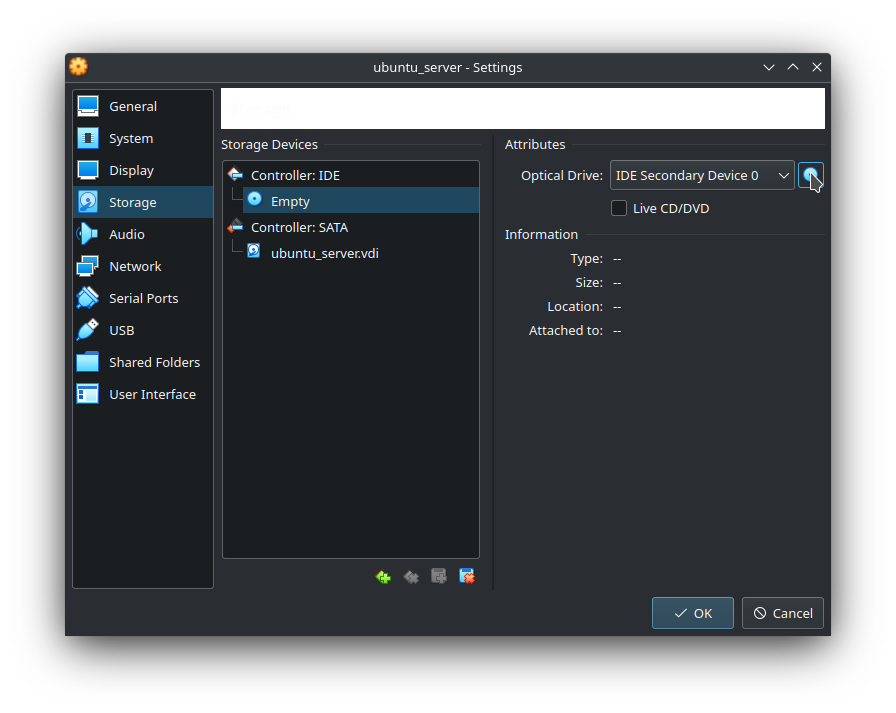 ubuntu_server - Settings
General
System
Display
Storage
Audio
Network
Serial Ports
USB
Shared Folders
User Interface
Storage Devices
Controller: IDE
Empty
Controller: SATA
ubuntu_server.vdi
Attributes
Optical Drive: IDE Secondary Device 0
Live CD/DVD
Information
Type: --
Size: --
Location: --
Attached to: --
OK
Cancel